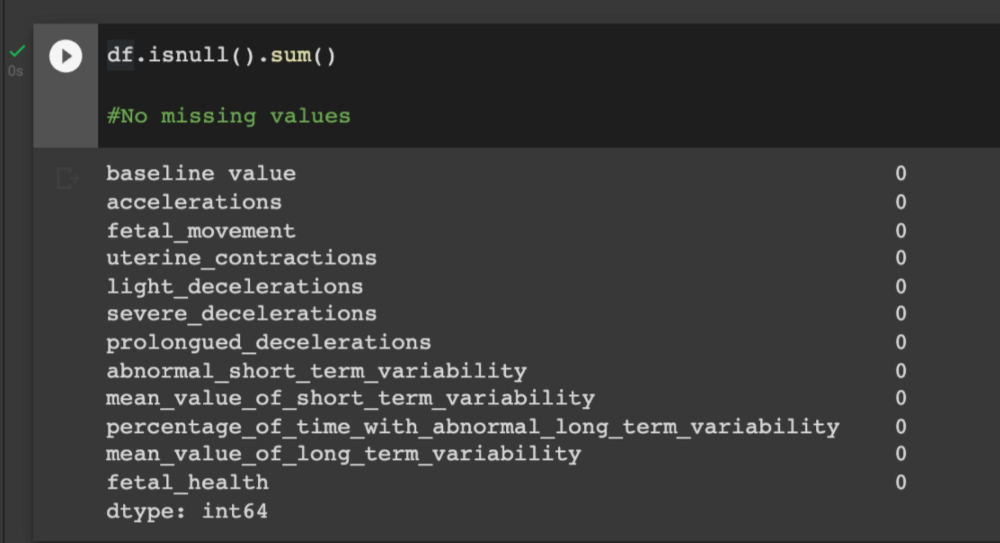 df.isnull().sum()
0s
#No missing values
baseline value 0
accelerations 0
fetal_movement 0
uterine_contractions 0
light_decelerations 0
severe_decelerations 0
prolongued_decelerations 0
abnormal_short_term_variability 0
mean_value_of_short_term_variability 0
percentage_of_time_with_abnormal_long_term_variability 0
mean_value_of_long_term_variability 0
fetal_health 0
dtype: int64